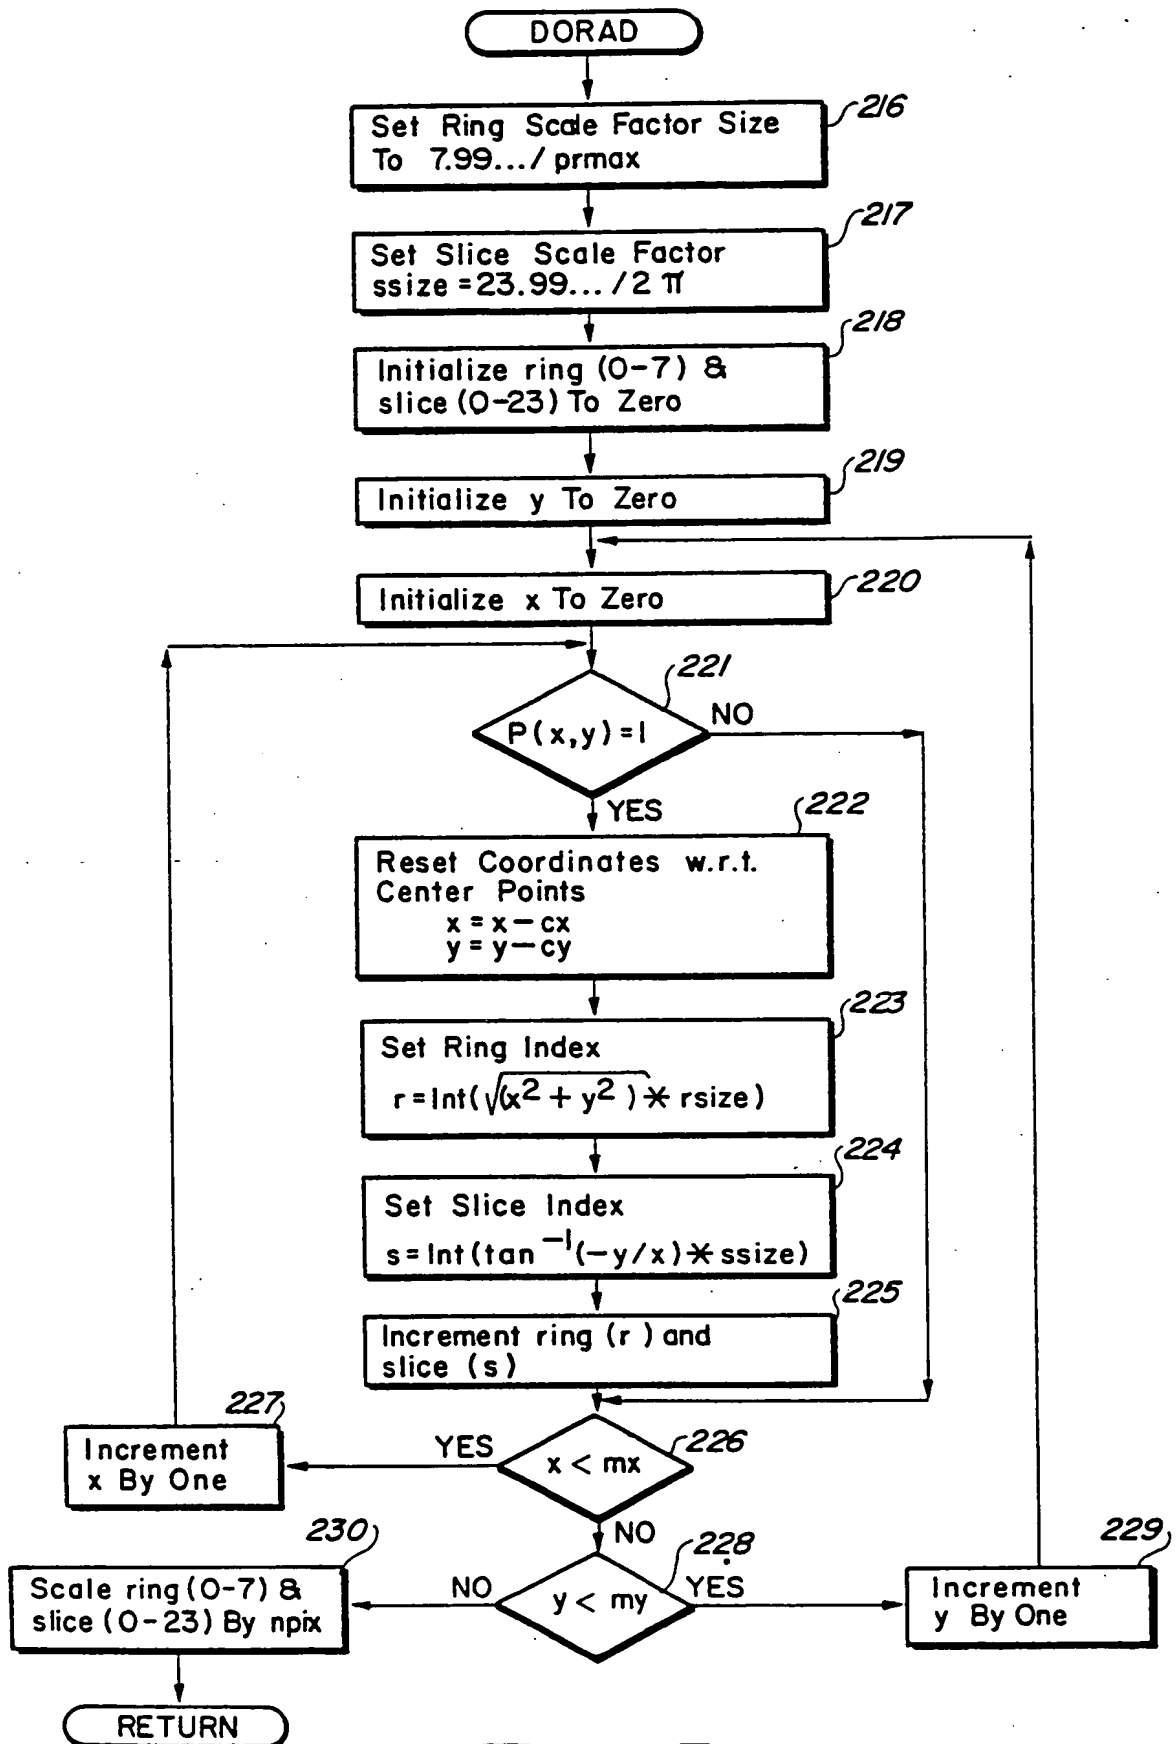 DORAD
216
Set Ring Scale Factor Size
To 7.99.../prmax
217
Set Slice Scale Factor
ssize=23.99.../2 π
218
Initialize ring (0-7) &
slice (0-23) To Zero
219
Initialize y To Zero
220
Initialize x To Zero
221
P(x,y)=1
NO
YES
222
Reset Coordinates w.r.t.
Center Points
x = x - cx
y = y - cy
223
Set Ring Index
r=Int(√(x² + y²) * rsize)
224
Set Slice Index
s=Int(tan⁻¹(-y/x) * ssize)
225
Increment ring (r) and
slice (s)
226
x < mx
YES
227
Increment
x By One
NO
228
y < my
YES
229
Increment
y By One
NO
230
Scale ring (0-7) &
slice (0-23) By npix
RETURN